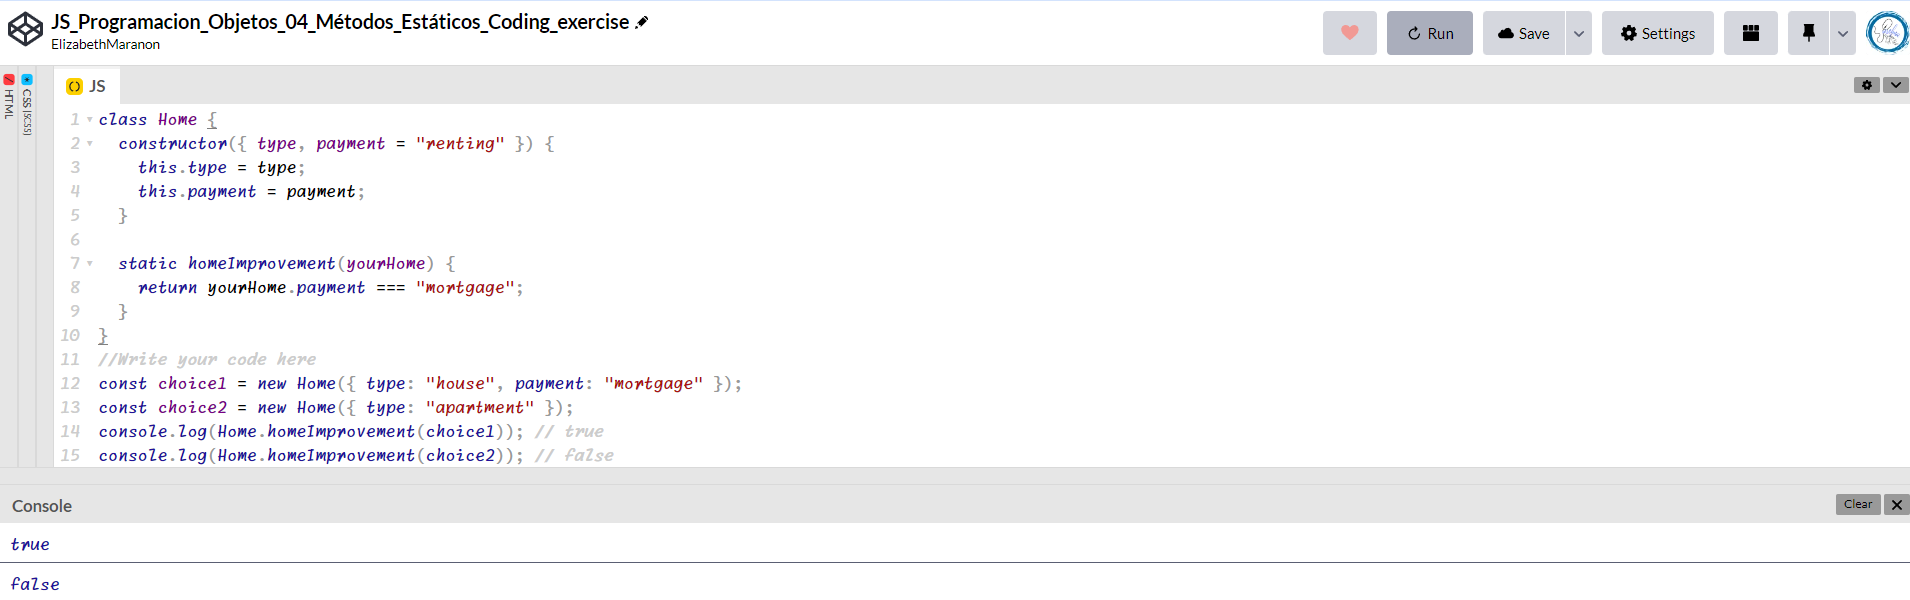 JS_Programacion_Objetos_04_Métodos_Estáticos_Coding_exercise
ElizabethMaranon
Run
Save
Settings
HTML
CSS (SCSS)
JS
1 class Home {
2 constructor({ type, payment = "renting" }) {
3 this.type = type;
4 this.payment = payment;
5 }
6
7 static homeImprovement(yourHome) {
8 return yourHome.payment === "mortgage";
9 }
10 }
11 //Write your code here
12 const choice1 = new Home({ type: "house", payment: "mortgage" });
13 const choice2 = new Home({ type: "apartment" });
14 console.log(Home.homeImprovement(choice1)); // true
15 console.log(Home.homeImprovement(choice2)); // false
Console
Clear
true
false